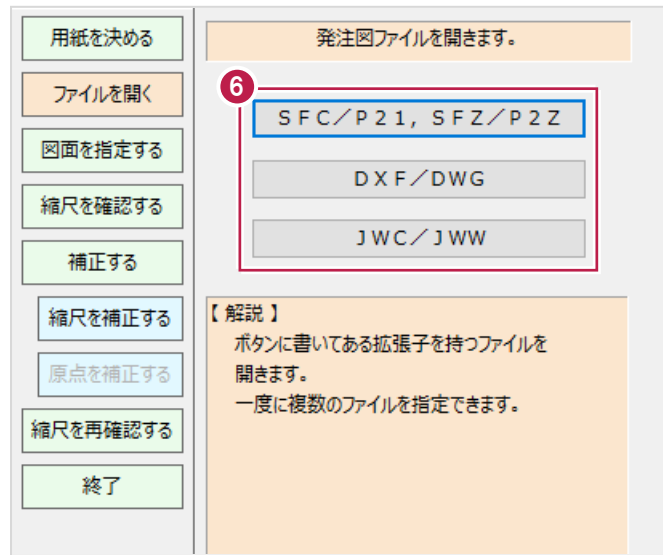 用紙を決める
ファイルを開く
図面を指定する
縮尺を確認する
補正する
縮尺を補正する
原点を補正する
縮尺を再確認する
終了
発注図ファイルを開きます。
6
ＳＦＣ／Ｐ２１，ＳＦＺ／Ｐ２Ｚ
ＤＸＦ／ＤＷＧ
ＪＷＣ／ＪＷＷ
【 解説 】
ボタンに書いてある拡張子を持つファイルを
開きます。
一度に複数のファイルを指定できます。